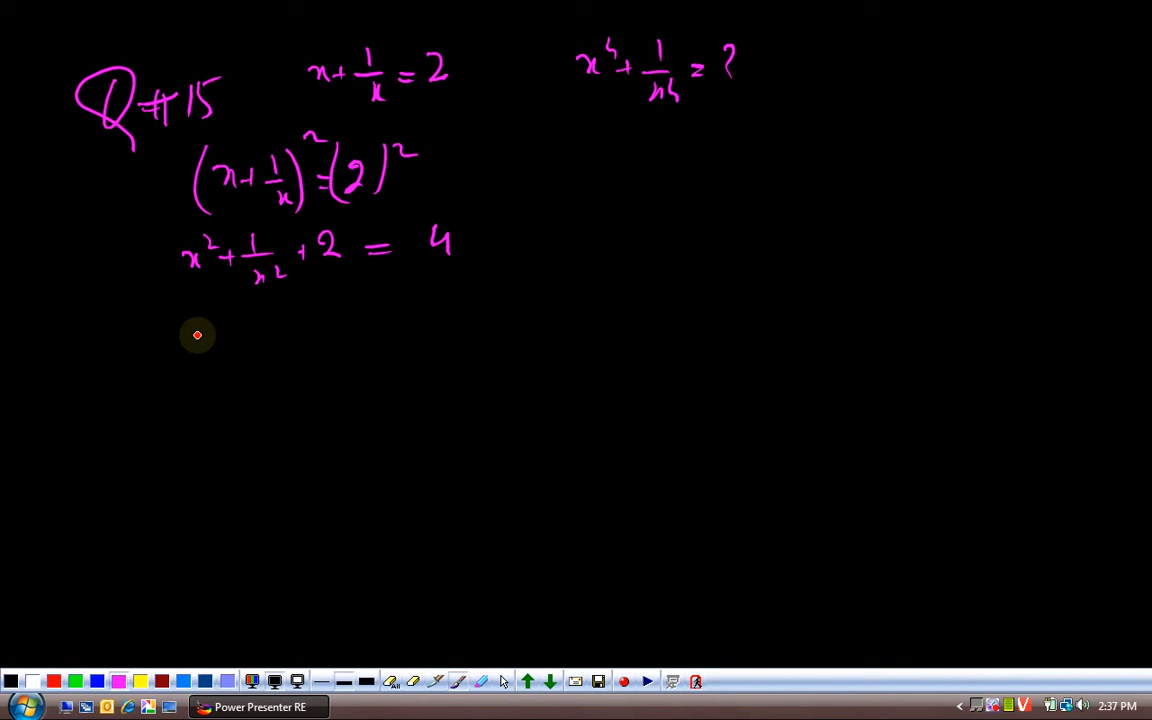 Q # 15 x + 1/x = 2 x⁴ + 1/x⁴ = ?
(x + 1/x)² = (2)²
x² + 1/x² + 2 = 4
Power Presenter RE
2:37 PM